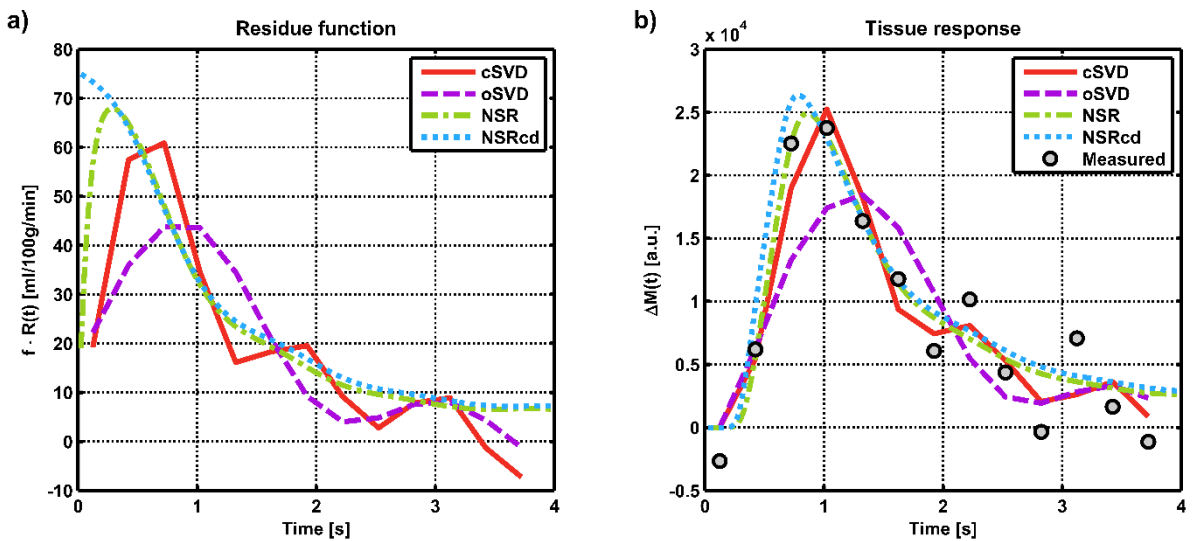 a)
Residue function
f · R(t) [ml/100g/min]
80
70
60
50
40
30
20
10
0
-10
cSVD
oSVD
NSR
NSRcd
0 1 2 3 4
Time [s]
b)
x 10⁴
Tissue response
ΔM(t) [a.u.]
3
2.5
2
1.5
1
0.5
0
-0.5
cSVD
oSVD
NSR
NSRcd
Measured
0 1 2 3 4
Time [s]